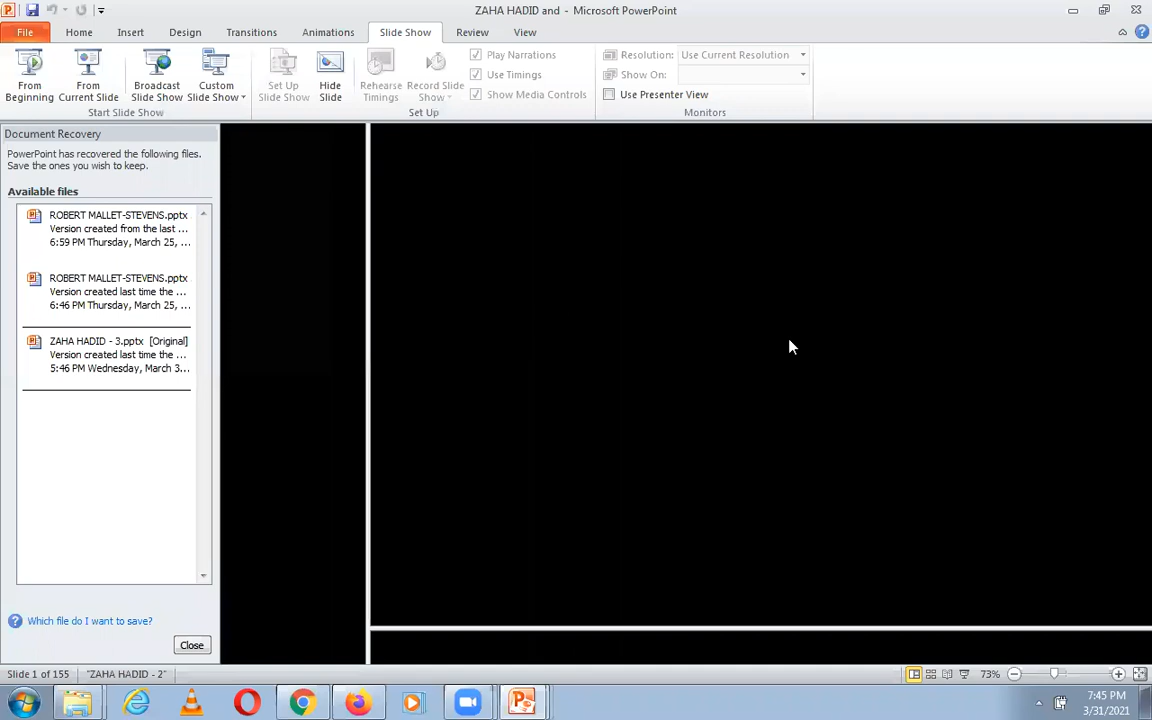 ZAHA HADID and - Microsoft PowerPoint
File Home Insert Design Transitions Animations Slide Show Review View
From Beginning
From Current Slide
Broadcast Slide Show
Custom Slide Show
Set Up Slide Show
Hide Slide
Rehearse Timings
Record Slide Show
Play Narrations
Use Timings
Show Media Controls
Resolution: Use Current Resolution
Show On:
Use Presenter View
Start Slide Show
Set Up
Monitors
Document Recovery
PowerPoint has recovered the following files.
Save the ones you wish to keep.
Available files
ROBERT MALLET-STEVENS.pptx
Version created from the last ...
6:59 PM Thursday, March 25, ...
ROBERT MALLET-STEVENS.pptx
Version created last time the ...
6:46 PM Thursday, March 25, ...
ZAHA HADID - 3.pptx [Original]
Version created last time the ...
5:46 PM Wednesday, March 3...
Which file do I want to save?
Close
Slide 1 of 155 "ZAHA HADID - 2" 73%
7:45 PM
3/31/2021